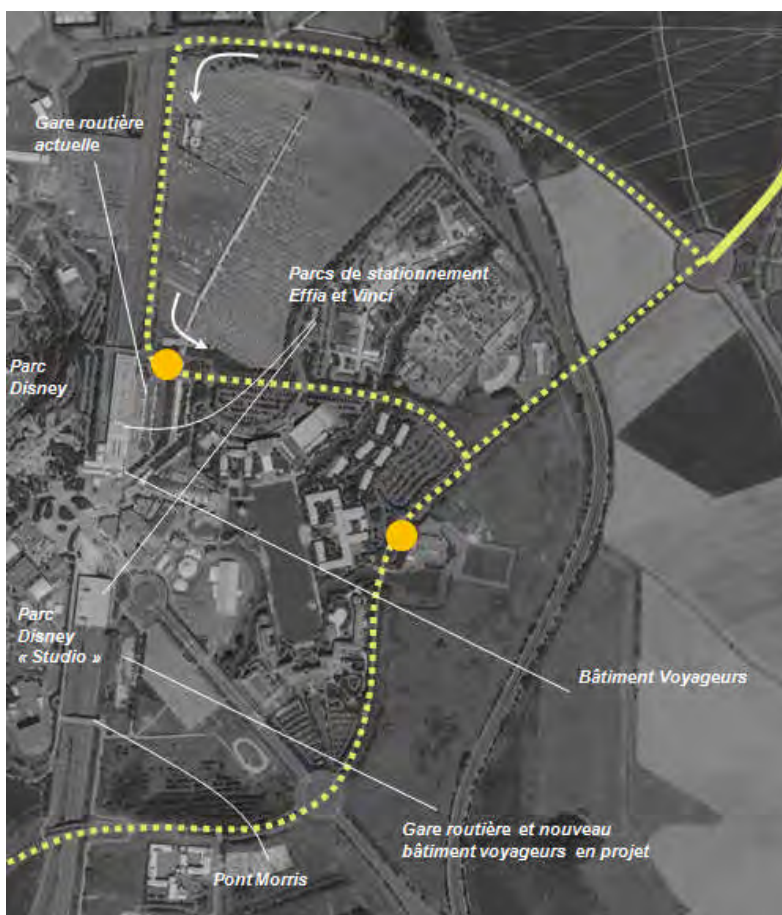 Gare routière
actuelle
Parcs de stationnement
Effia et Vinci
Parc
Disney
Parc
Disney
« Studio »
Bâtiment Voyageurs
Gare routière et nouveau
bâtiment voyageurs en projet
Pont Morris